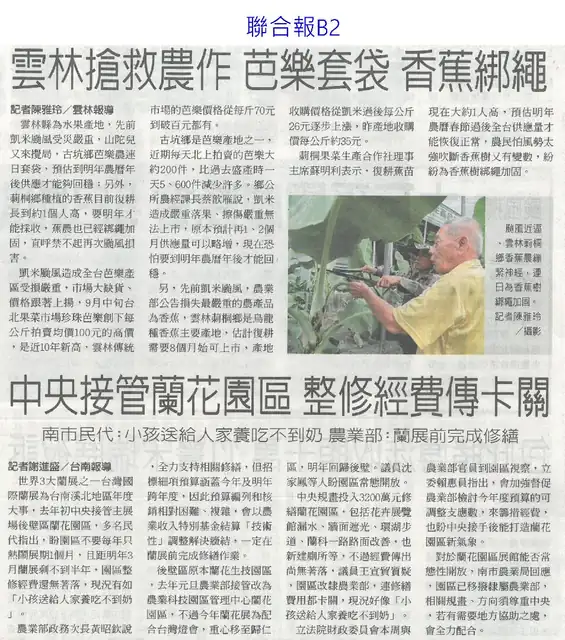 聯合報B2
雲林搶救農作 芭樂套袋 香蕉綁繩
記者陳雅玲／雲林報導
雲林縣為水果產地，先前
凱米颱風受災嚴重，山陀兒
又來攪局，古坑鄉芭樂農連
日套袋，預估到明年農曆年
後供應才能夠回穩；另外，
莿桐鄉種植的香蕉目前復耕
長到約1個人高，要明年才
能採收，蕉農也已經綁繩加
固，直呼禁不起再次颱風損
害。
凱米颱風造成全台芭樂產
區受損嚴重，市場大缺貨、
價格跟著上揚，9月中旬台
北果菜市場珍珠芭樂創下每
公斤拍賣均價100元的高價
，是近10年新高，雲林傳統
市場的芭樂價格從每斤70元
到破百元都有。
古坑鄉是芭樂產地之一，
近期每天北上拍賣的芭樂大
約200件，比過去盛產時一
天5、600件減少許多。鄉公
所農經課長蔡歆雁說，凱米
造成嚴重落果、擦傷嚴重無
法上市，原本預計再1、2個
月供應量可以略增，現在恐
怕要到明年農曆年後才能回
穩。
另，先前凱米颱風，農業
部公告損失最嚴重的農產品
為香蕉，雲林莿桐鄉是烏龍
種香蕉主要產地，估計復耕
需要8個月始可上市，產地
收購價格從凱米過後每公斤
26元逐步上漲，昨產地收購
價每公斤約35元。
莿桐果菜生產合作社理事
主席蘇明利表示，復耕蕉苗
現在大約1人高，預估明年
農曆春節過後全台供應量才
能恢復正常，農民怕風勢太
強吹斷香蕉樹又有變數，紛
紛為香蕉樹綁繩加固。
颱風近逼
、雲林莿桐
鄉香蕉農繃
緊神經，連
日為香蕉樹
綁繩加固。
記者陳雅玲
／攝影
中央接管蘭花園區 整修經費傳卡關
南市民代：小孩送給人家養吃不到奶 農業部：蘭展前完成修繕
記者謝進盛／台南報導
世界3大蘭展之一台灣國
際蘭展為台南溪北地區年度
大事，去年初中央接管主展
場後壁區蘭花園區，多名民
代指出，盼園區不要每年只
熱鬧展期1個月，且距明年3
月蘭展剩不到半年，園區整
修經費還無著落，現況有如
「小孩送給人家養吃不到奶
」。
農業部政務次長黃昭欽說
，全力支持相關修繕，但招
標細項預算涵蓋今年及明年
跨年度，因此預算編列和核
銷相對困難、複雜，會以農
業收入特別基金結算「技術
性」調整解決癥結，一定在
蘭展前完成修繕作業。
後壁區原本蘭花生技園區
，去年元旦農業部接管改為
農業科技園區管理中心蘭花
園區，不過今年蘭花展為配
合台灣燈會，重心移至歸仁
區，明年回歸後壁。議員沈
家鳳等人盼園區常態開放。
中央規畫投入3200萬元修
繕蘭花園區，包括花卉展覽
館漏水、牆面遮光、環湖步
道、蘭科一路路面改善，也
新建廟所等，不過經費傳出
尚無著落，議員王宣貿質疑
，園區改隸農業部，連修繕
費用都卡關，現況好像「小
孩送給人家養吃不到奶」。
立法院財政委員會本周與
農業部官員到園區視察，立
委賴惠員指出，會加強督促
農業部檢討今年度預算的可
調整支應數，來籌措經費，
也盼中央接手後能打造蘭花
園區新氣象。
對於蘭花園區展館能否常
態性開放，南市農業局回應
，園區已移撥隸屬農業部，
相關規畫、方向須尊重中央
，若有需要地方協助之處，
會全力配合。